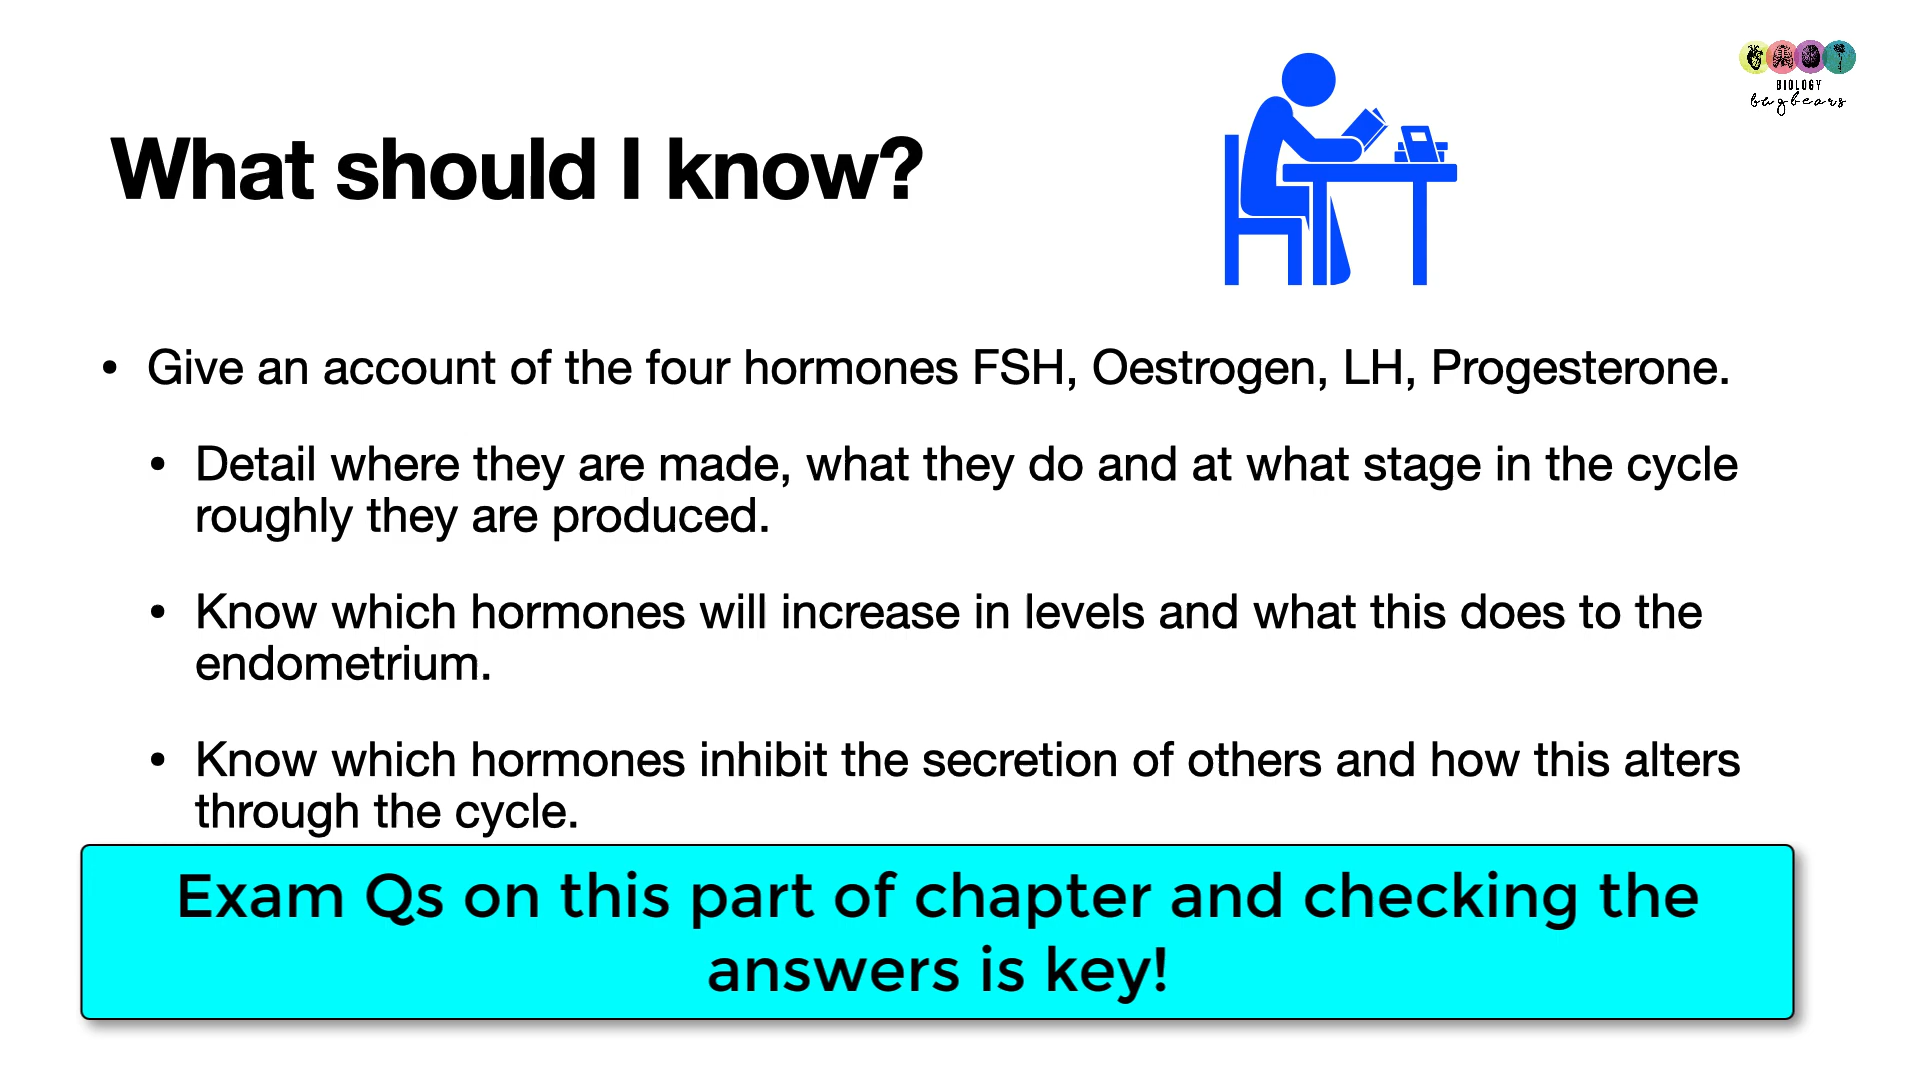 BIOLOGY
bugbears
What should I know?
• Give an account of the four hormones FSH, Oestrogen, LH, Progesterone.
• Detail where they are made, what they do and at what stage in the cycle
roughly they are produced.
• Know which hormones will increase in levels and what this does to the
endometrium.
• Know which hormones inhibit the secretion of others and how this alters
through the cycle.
Exam Qs on this part of chapter and checking the
answers is key!